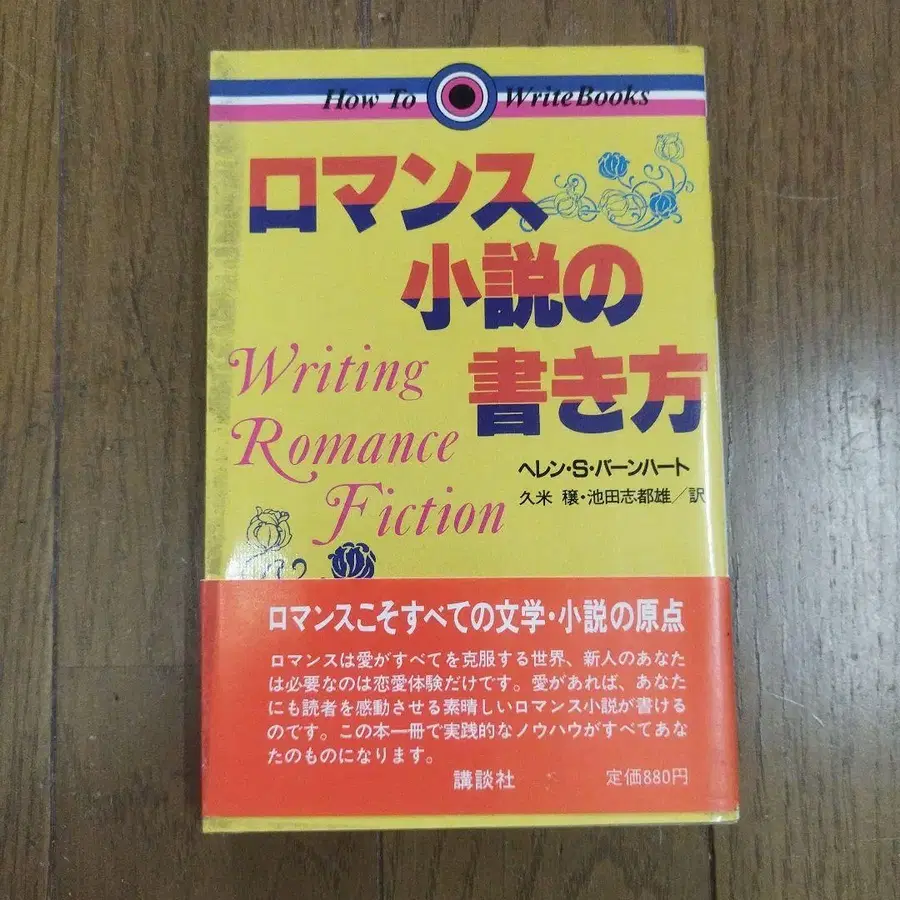 How To WriteBooks
ロマンス
小説の
書き方
Writing
Romance
Fiction
ヘレン・S・バーンハート
久米 穣・池田志都雄／訳
ロマンスこそすべての文学・小説の原点
ロマンスは愛がすべてを克服する世界、新人のあなた
は必要なのは恋愛体験だけです。愛があれば、あなた
にも読者を感動させる素晴しいロマンス小説が書ける
のです。この本一冊で実践的なノウハウがすべてあな
たのものになります。
講談社 定価880円